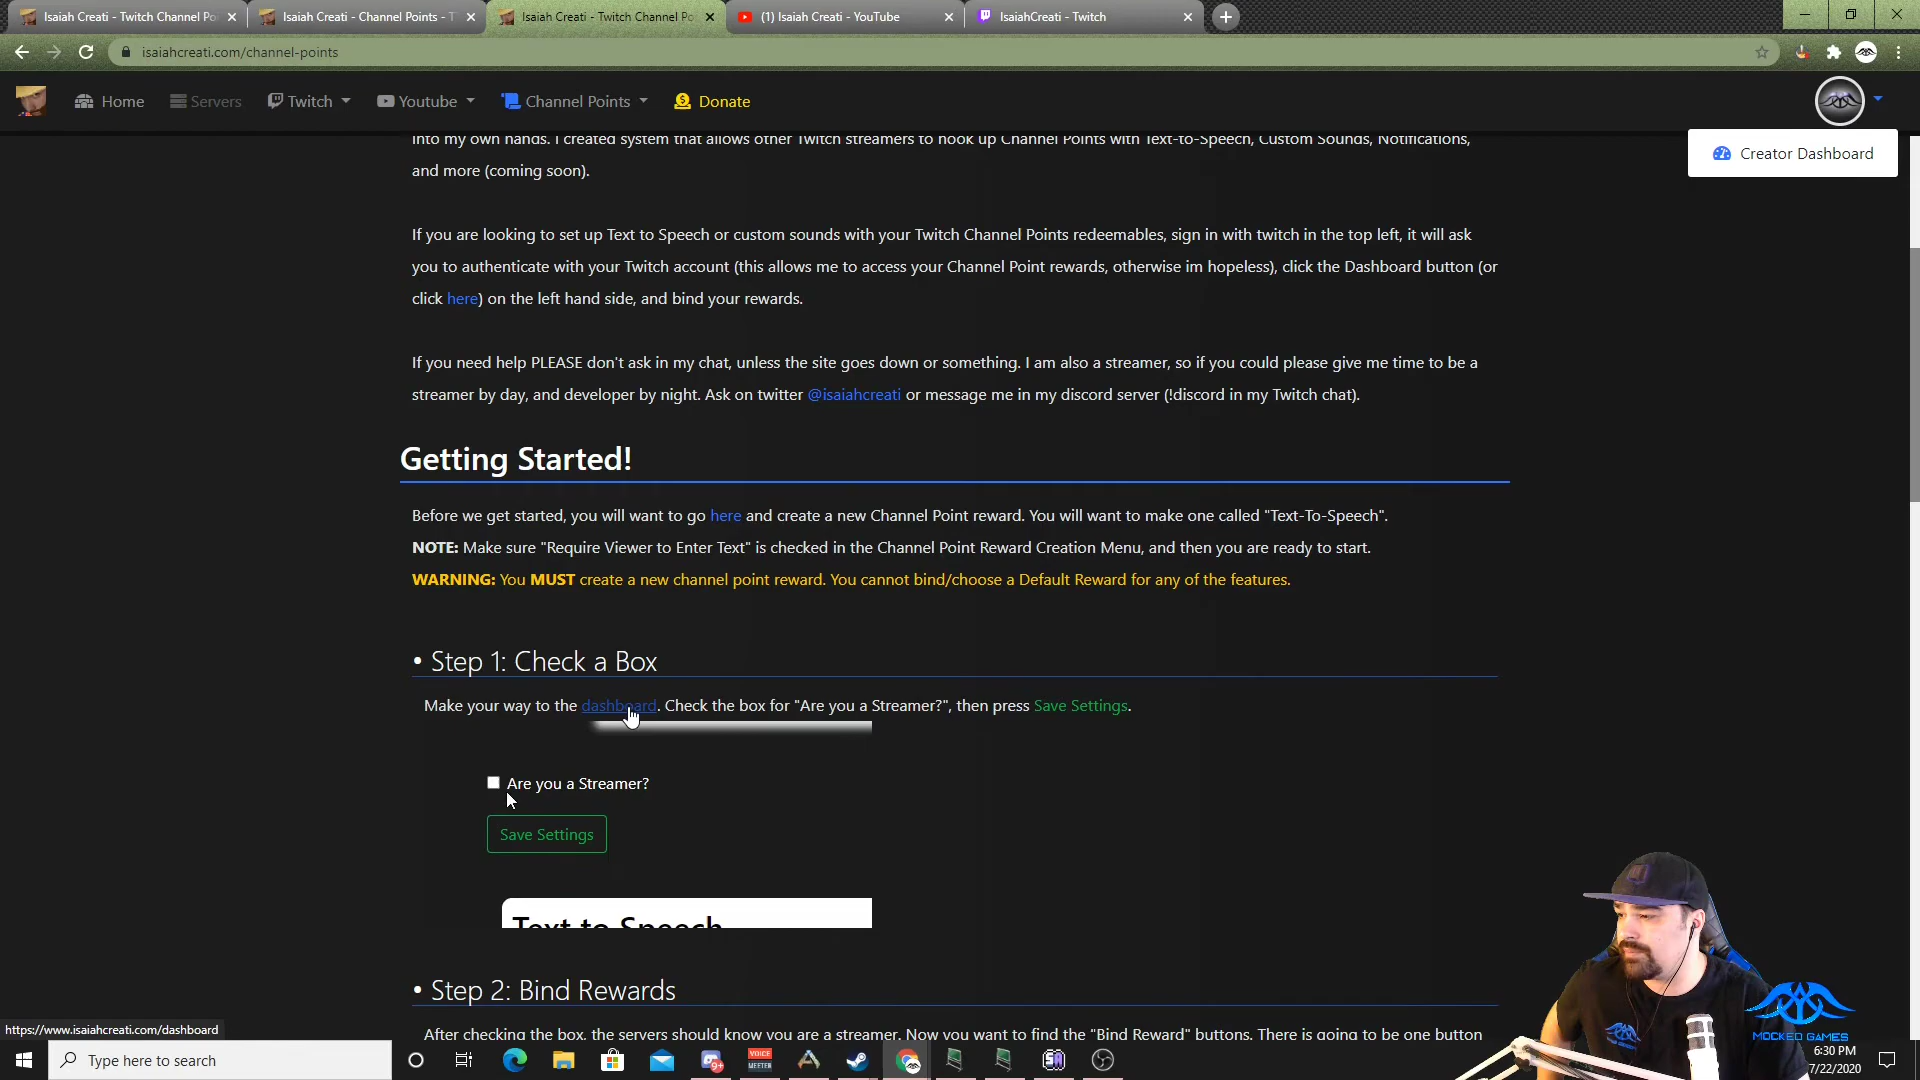 Isaiah Creati - Twitch Channel Po
Isaiah Creati - Channel Points - T
Isaiah Creati - Twitch Channel Po
(1) Isaiah Creati - YouTube
IsaiahCreati - Twitch
isaiahcreati.com/channel-points
Home
Servers
Twitch
Youtube
Channel Points
Donate
Creator Dashboard
into my own hands. I created system that allows other Twitch streamers to hook up Channel Points with Text-to-Speech, Custom Sounds, Notifications,
and more (coming soon).
If you are looking to set up Text to Speech or custom sounds with your Twitch Channel Points redeemables, sign in with twitch in the top left, it will ask
you to authenticate with your Twitch account (this allows me to access your Channel Point rewards, otherwise im hopeless), click the Dashboard button (or
click here) on the left hand side, and bind your rewards.
If you need help PLEASE don't ask in my chat, unless the site goes down or something. I am also a streamer, so if you could please give me time to be a
streamer by day, and developer by night. Ask on twitter @isaiahcreati or message me in my discord server (!discord in my Twitch chat).
Getting Started!
Before we get started, you will want to go here and create a new Channel Point reward. You will want to make one called "Text-To-Speech".
NOTE: Make sure "Require Viewer to Enter Text" is checked in the Channel Point Reward Creation Menu, and then you are ready to start.
WARNING: You MUST create a new channel point reward. You cannot bind/choose a Default Reward for any of the features.
• Step 1: Check a Box
Make your way to the dashboard. Check the box for "Are you a Streamer?", then press Save Settings.
Are you a Streamer?
Save Settings
Text to Speech
• Step 2: Bind Rewards
After checking the box, the servers should know you are a streamer. Now you want to find the "Bind Reward" buttons. There is going to be one button
https://www.isaiahcreati.com/dashboard
MOCKED GAMES
Type here to search
9+
VOICE
MEETER
6:30 PM
7/22/2020